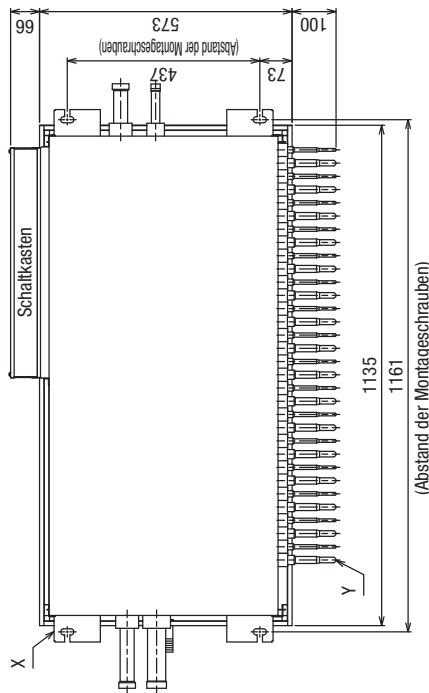 99
573
(Abstand der Montageschrauben)
437
73
100
Schaltkasten
X
Y
1135
1161
(Abstand der Montageschrauben)